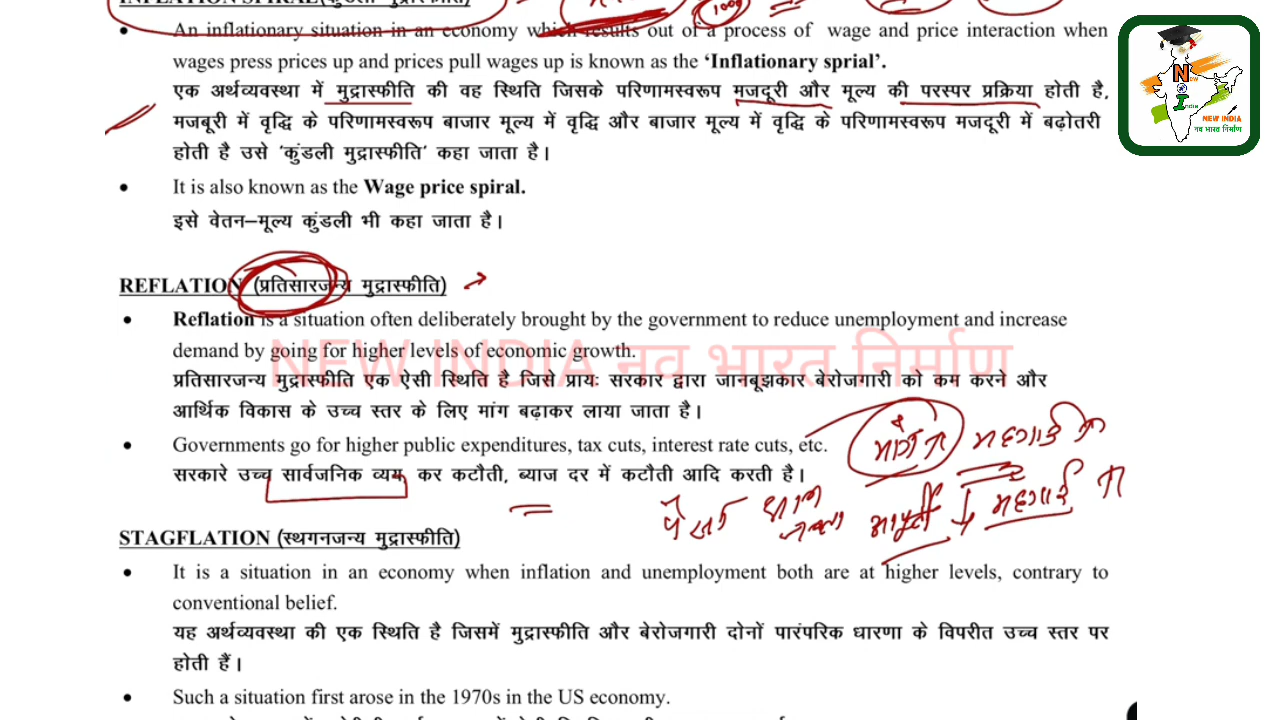 INFLATION SPIRAL(कुंडली मुद्रास्फीति)
An inflationary situation in an economy which results out of a process of wage and price interaction when
wages press prices up and prices pull wages up is known as the ‘Inflationary sprial’.
एक अर्थव्यवस्था में मुद्रास्फीति की वह स्थिति जिसके परिणामस्वरूप मजदूरी और मूल्य की परस्पर प्रक्रिया होती है,
मजबूरी में वृद्धि के परिणामस्वरूप बाजार मूल्य में वृद्धि और बाजार मूल्य में वृद्धि के परिणामस्वरूप मजदूरी में बढ़ोतरी
होती है उसे ‘कुंडली मुद्रास्फीति’ कहा जाता है।
It is also known as the Wage price spiral.
इसे वेतन–मूल्य कुंडली भी कहा जाता है।
REFLATION (प्रतिसारजन्य मुद्रास्फीति)
Reflation is a situation often deliberately brought by the government to reduce unemployment and increase
demand by going for higher levels of economic growth.
प्रतिसारजन्य मुद्रास्फीति एक ऐसी स्थिति है जिसे प्रायः सरकार द्वारा जानबूझकार बेरोजगारी को कम करने और
आर्थिक विकास के उच्च स्तर के लिए मांग बढ़ाकर लाया जाता है।
Governments go for higher public expenditures, tax cuts, interest rate cuts, etc.
सरकारे उच्च सार्वजनिक व्यय, कर कटौती, ब्याज दर में कटौती आदि करती है।
मांग महगाई
आपूर्ती महगाई
STAGFLATION (स्थगनजन्य मुद्रास्फीति)
It is a situation in an economy when inflation and unemployment both are at higher levels, contrary to
conventional belief.
यह अर्थव्यवस्था की एक स्थिति है जिसमें मुद्रास्फीति और बेरोजगारी दोनों पारंपरिक धारणा के विपरीत उच्च स्तर पर
होती हैं।
Such a situation first arose in the 1970s in the US economy.
NEW INDIA नव भारत निर्माण
NEW
India
NEW INDIA
नव भारत निर्माण